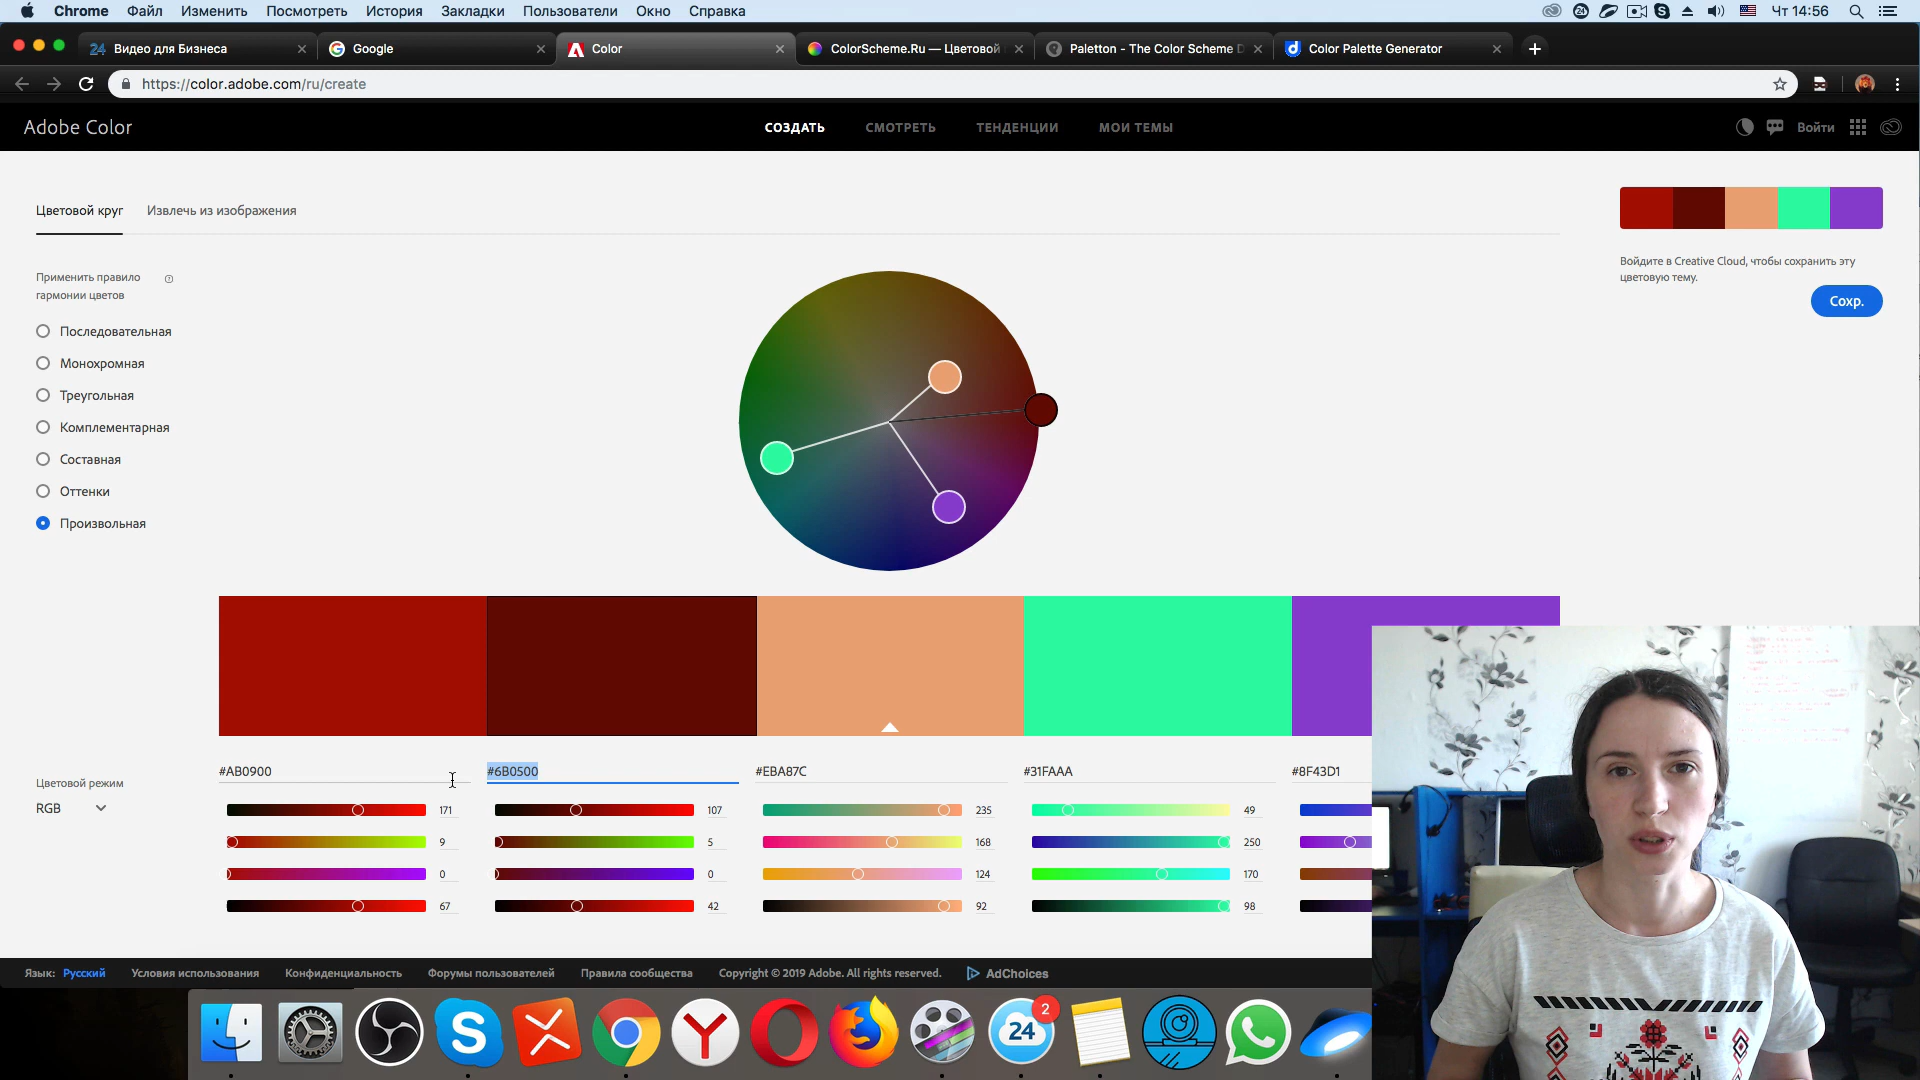 Chrome Файл Изменить Посмотреть История Закладки Пользователи Окно Справка
24
Чт 14:56
24 Видео для Бизнеса
Google
Color
ColorScheme.Ru — Цветовой
Paletton - The Color Scheme D
Color Palette Generator
https://color.adobe.com/ru/create
Adobe Color
СОЗДАТЬ
СМОТРЕТЬ
ТЕНДЕНЦИИ
МОИ ТЕМЫ
Войти
Цветовой круг
Извлечь из изображения
Войдите в Creative Cloud, чтобы сохранить эту
цветовую тему.
Сохр.
Применить правило
гармонии цветов
Последовательная
Монохромная
Треугольная
Комплементарная
Составная
Оттенки
Произвольная
#AB0900
#6B0500
#EBA87C
#31FAAA
#8F43D1
Цветовой режим
RGB
171
107
235
49
9
5
168
250
0
0
124
170
67
42
92
98
Язык: Русский
Условия использования
Конфиденциальность
Форумы пользователей
Правила сообщества
Copyright © 2019 Adobe. All rights reserved.
AdChoices
24
2